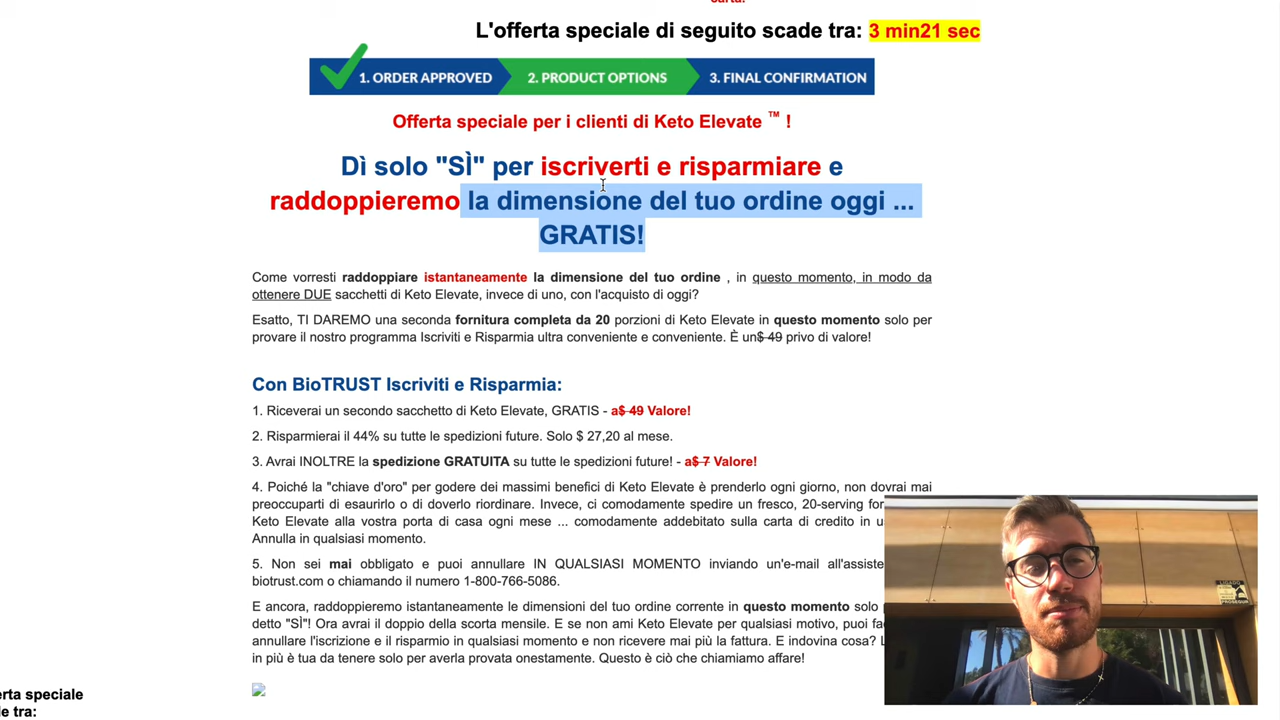 carta!
L'offerta speciale di seguito scade tra: 3 min21 sec
1. ORDER APPROVED 2. PRODUCT OPTIONS 3. FINAL CONFIRMATION
Offerta speciale per i clienti di Keto Elevate ™ !
Dì solo "SÌ" per iscriverti e risparmiare e
raddoppieremo la dimensione del tuo ordine oggi ...
GRATIS!
Come vorresti raddoppiare istantaneamente la dimensione del tuo ordine , in questo momento, in modo da
ottenere DUE sacchetti di Keto Elevate, invece di uno, con l'acquisto di oggi?
Esatto, TI DAREMO una seconda fornitura completa da 20 porzioni di Keto Elevate in questo momento solo per
provare il nostro programma Iscriviti e Risparmia ultra conveniente e conveniente. È un$ 49 privo di valore!
Con BioTRUST Iscriviti e Risparmia:
1. Riceverai un secondo sacchetto di Keto Elevate, GRATIS - a$ 49 Valore!
2. Risparmierai il 44% su tutte le spedizioni future. Solo $ 27,20 al mese.
3. Avrai INOLTRE la spedizione GRATUITA su tutte le spedizioni future! - a$ 7 Valore!
4. Poiché la "chiave d'oro" per godere dei massimi benefici di Keto Elevate è prenderlo ogni giorno, non dovrai mai
preoccuparti di esaurirlo o di doverlo riordinare. Invece, ci comodamente spedire un fresco, 20-serving
Keto Elevate alla vostra porta di casa ogni mese ... comodamente addebitato sulla carta di credito in
Annulla in qualsiasi momento.
5. Non sei mai obbligato e puoi annullare IN QUALSIASI MOMENTO inviando un'e-mail
biotrust.com o chiamando il numero 1-800-766-5086.
E ancora, raddoppieremo istantaneamente le dimensioni del tuo ordine corrente in questo momento solo
detto "SÌ"! Ora avrai il doppio della scorta mensile. E se non ami Keto Elevate per qualsiasi motivo, puoi
annullare l'iscrizione e il risparmio in qualsiasi momento e non ricevere mai più la fattura. E indovina cosa?
in più è tua da tenere solo per averla provata onestamente. Questo è ciò che chiamiamo affare!
speciale
tra: